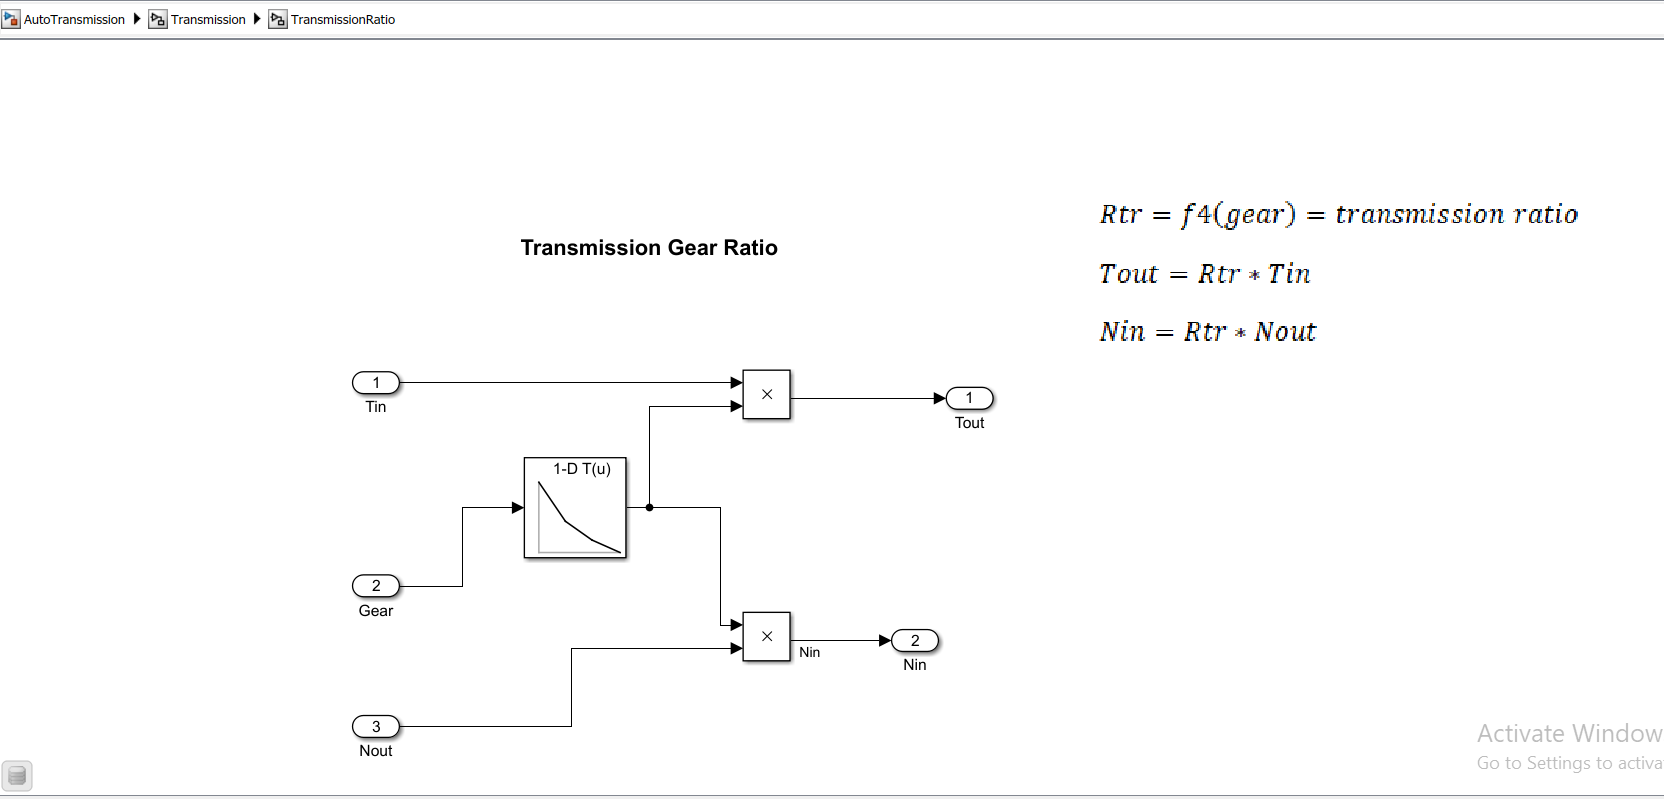 AutoTransmission Transmission TransmissionRatio
Rtr = f4(gear) = transmission ratio
Transmission Gear Ratio
Tout = Rtr * Tin
Nin = Rtr * Nout
1
Tin
×
1
Tout
1-D T(u)
2
Gear
×
Nin
2
Nin
3
Nout
Activate Window
Go to Settings to activa